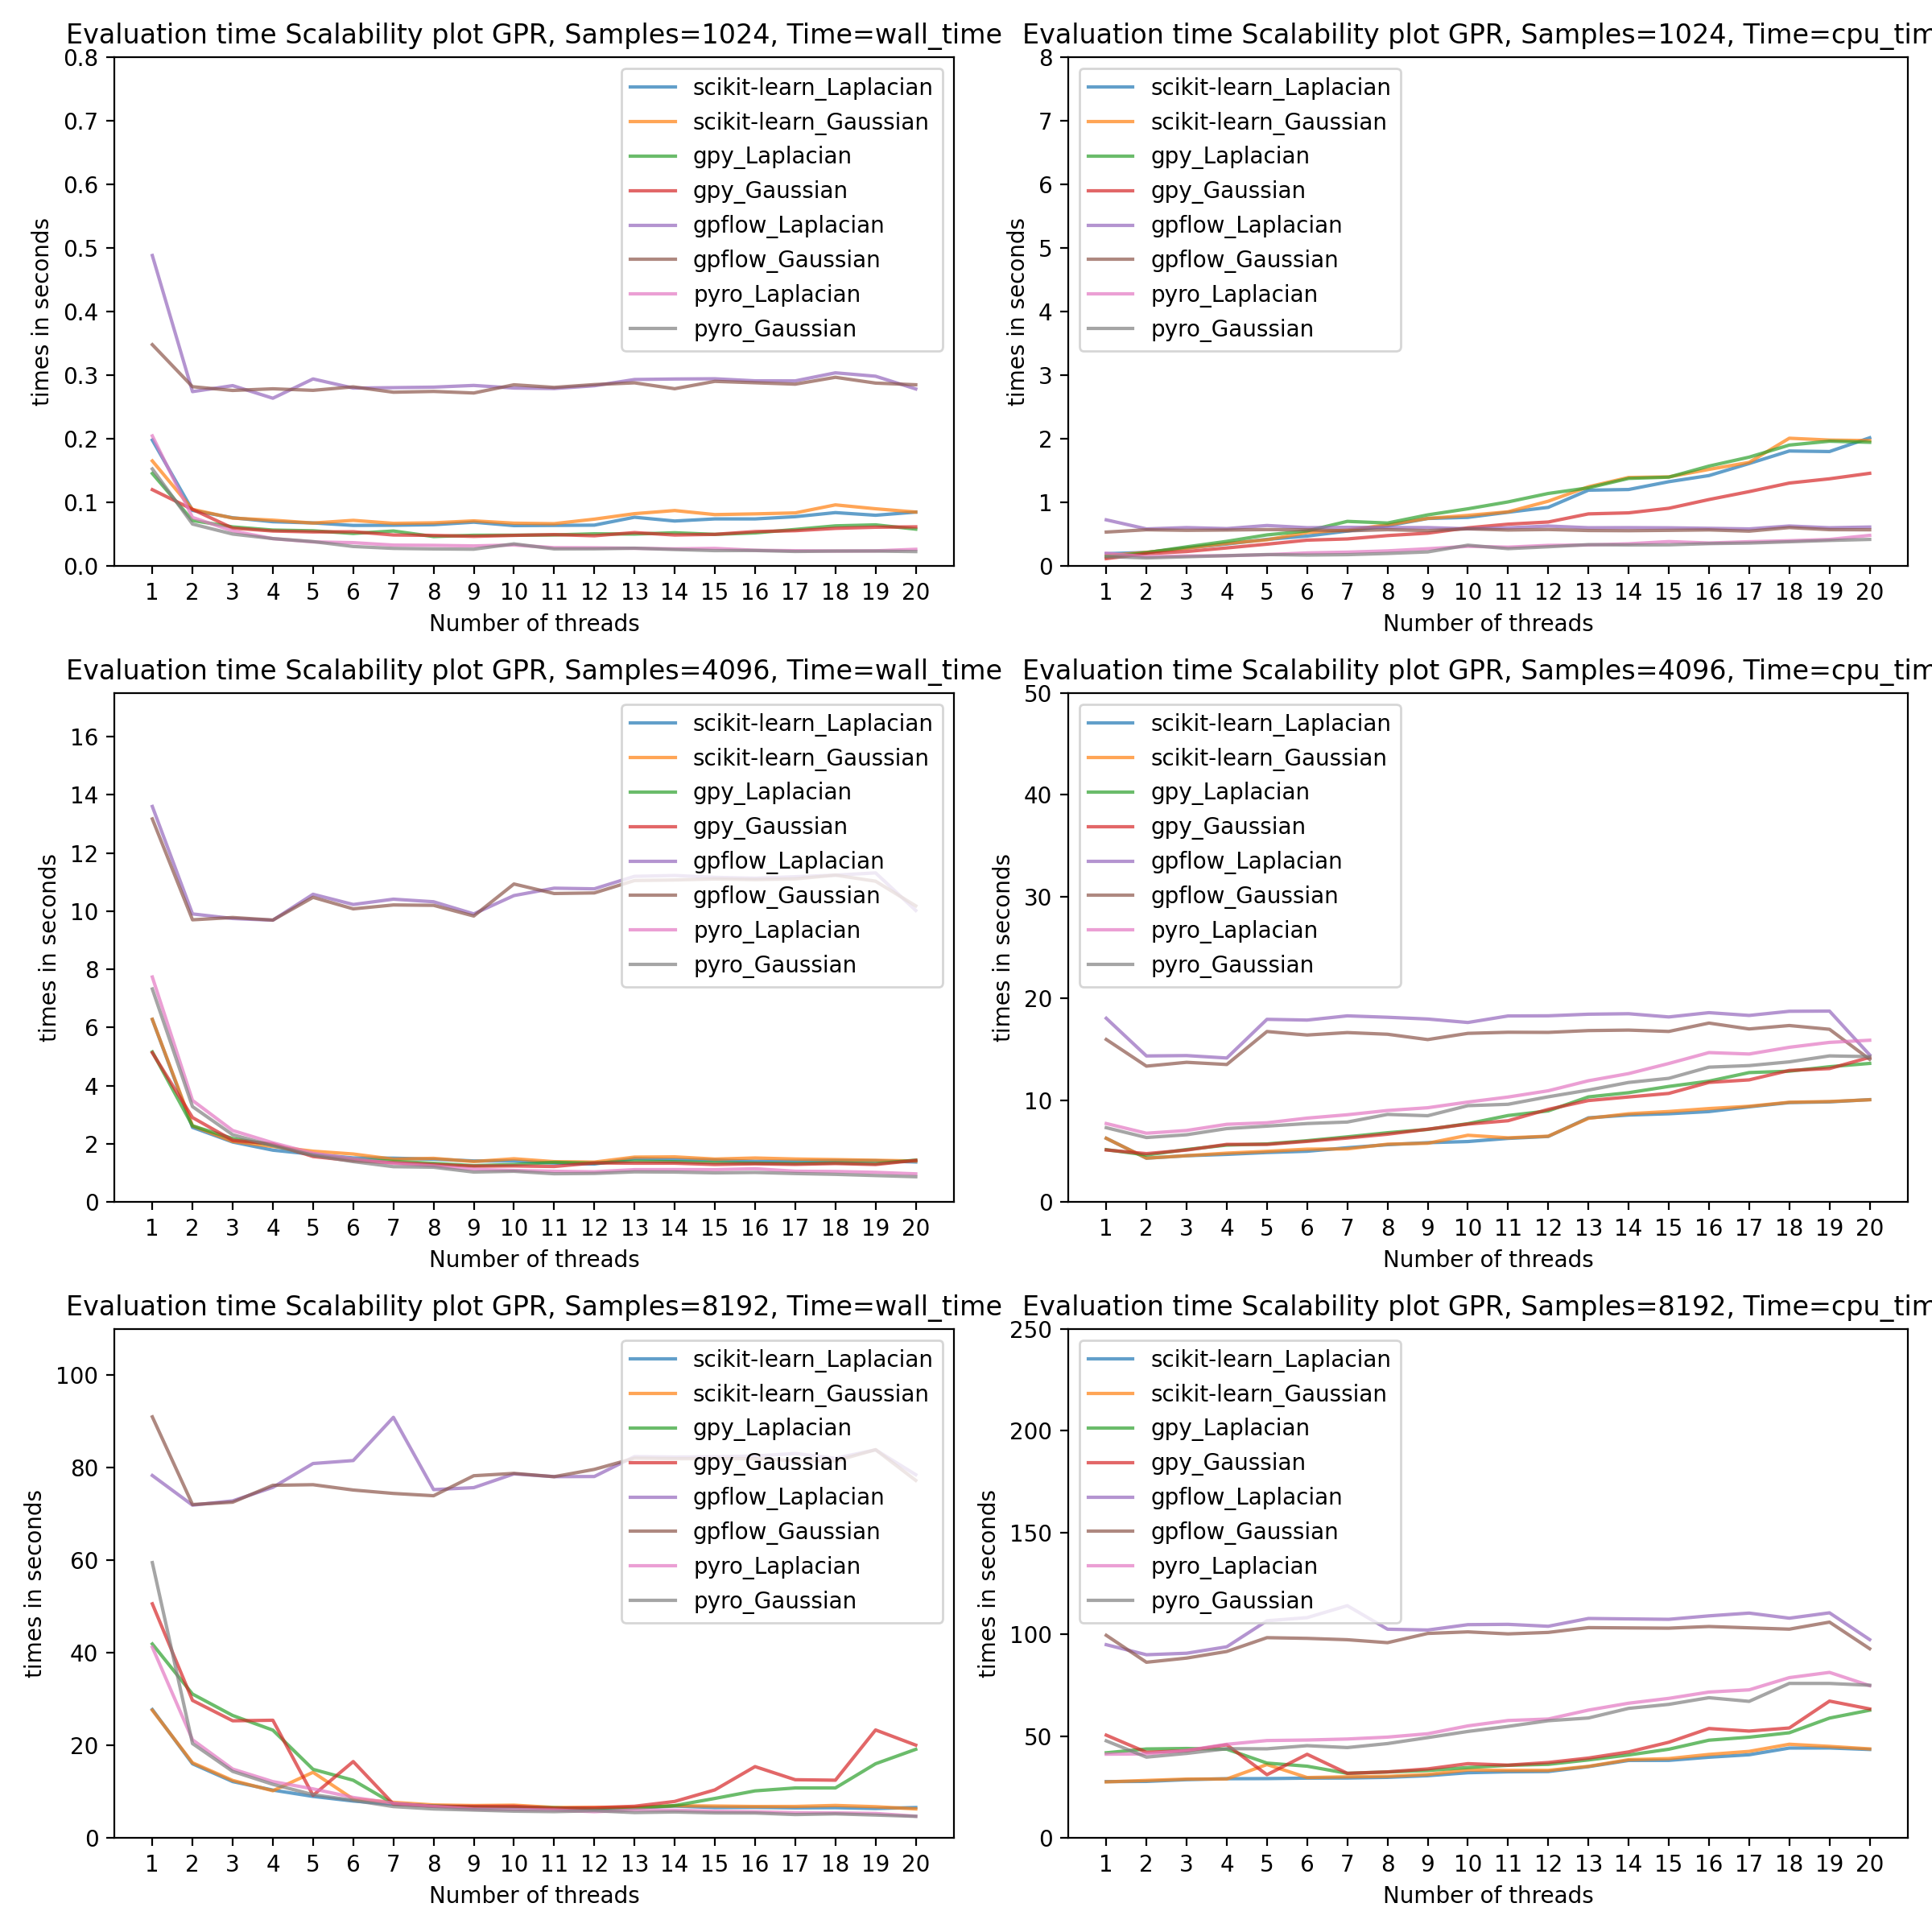 Evaluation time Scalability plot GPR, Samples=1024, Time=wall_time
0.8
0.7
0.6
0.5
0.4
0.3
0.2
0.1
0.0
times in seconds
scikit-learn_Laplacian
scikit-learn_Gaussian
gpy_Laplacian
gpy_Gaussian
gpflow_Laplacian
gpflow_Gaussian
pyro_Laplacian
pyro_Gaussian
1 2 3 4 5 6 7 8 9 10 11 12 13 14 15 16 17 18 19 20
Number of threads
Evaluation time Scalability plot GPR, Samples=1024, Time=cpu_tim
8
7
6
5
4
3
2
1
0
times in seconds
scikit-learn_Laplacian
scikit-learn_Gaussian
gpy_Laplacian
gpy_Gaussian
gpflow_Laplacian
gpflow_Gaussian
pyro_Laplacian
pyro_Gaussian
1 2 3 4 5 6 7 8 9 10 11 12 13 14 15 16 17 18 19 20
Number of threads
Evaluation time Scalability plot GPR, Samples=4096, Time=wall_time
16
14
12
10
8
6
4
2
0
times in seconds
scikit-learn_Laplacian
scikit-learn_Gaussian
gpy_Laplacian
gpy_Gaussian
gpflow_Laplacian
gpflow_Gaussian
pyro_Laplacian
pyro_Gaussian
1 2 3 4 5 6 7 8 9 10 11 12 13 14 15 16 17 18 19 20
Number of threads
Evaluation time Scalability plot GPR, Samples=4096, Time=cpu_tim
50
40
30
20
10
0
times in seconds
scikit-learn_Laplacian
scikit-learn_Gaussian
gpy_Laplacian
gpy_Gaussian
gpflow_Laplacian
gpflow_Gaussian
pyro_Laplacian
pyro_Gaussian
1 2 3 4 5 6 7 8 9 10 11 12 13 14 15 16 17 18 19 20
Number of threads
Evaluation time Scalability plot GPR, Samples=8192, Time=wall_time
100
80
60
40
20
0
times in seconds
scikit-learn_Laplacian
scikit-learn_Gaussian
gpy_Laplacian
gpy_Gaussian
gpflow_Laplacian
gpflow_Gaussian
pyro_Laplacian
pyro_Gaussian
1 2 3 4 5 6 7 8 9 10 11 12 13 14 15 16 17 18 19 20
Number of threads
Evaluation time Scalability plot GPR, Samples=8192, Time=cpu_tim
250
200
150
100
50
0
times in seconds
scikit-learn_Laplacian
scikit-learn_Gaussian
gpy_Laplacian
gpy_Gaussian
gpflow_Laplacian
gpflow_Gaussian
pyro_Laplacian
pyro_Gaussian
1 2 3 4 5 6 7 8 9 10 11 12 13 14 15 16 17 18 19 20
Number of threads